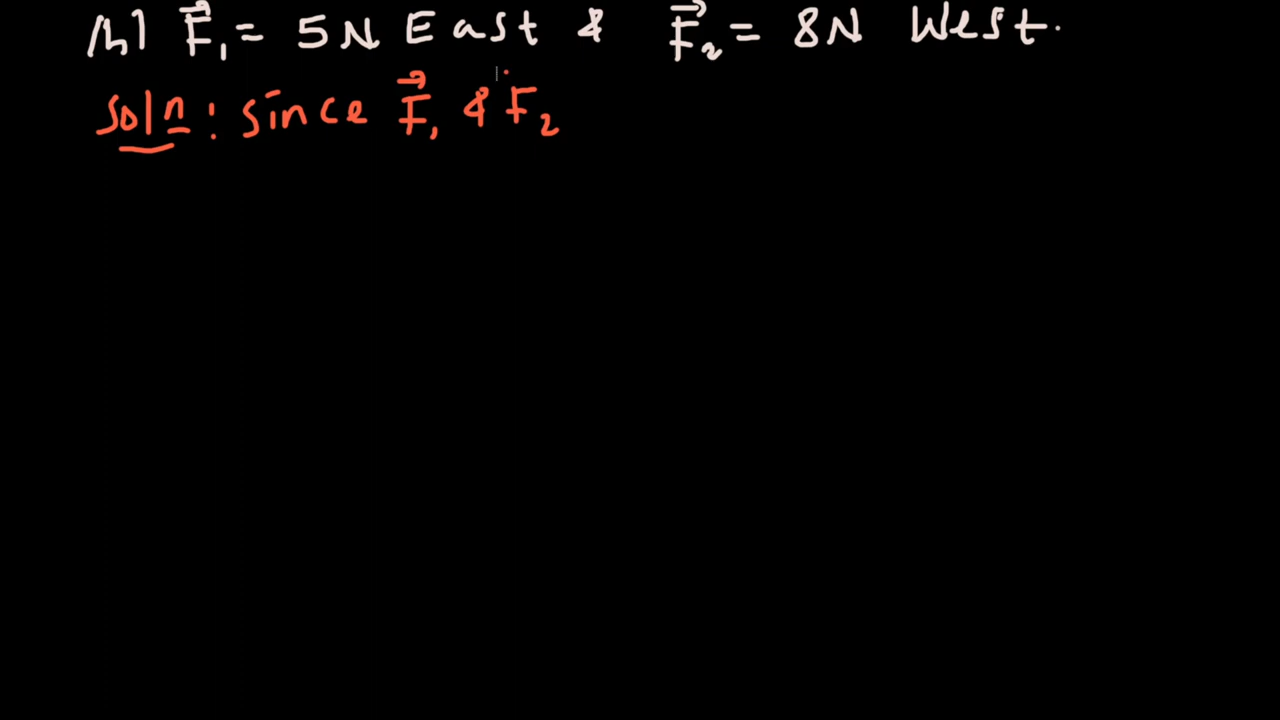 b) F⃗₁ = 5N East & F⃗₂ = 8N West.
soln: since F⃗₁ & F₂